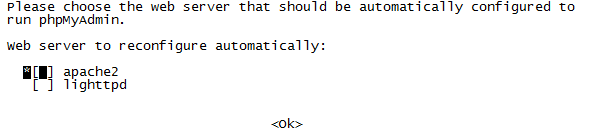 Please choose the web server that should be automatically configured to
run phpMyAdmin.
Web server to reconfigure automatically:
*[ ] apache2
[ ] lighttpd
<Ok>